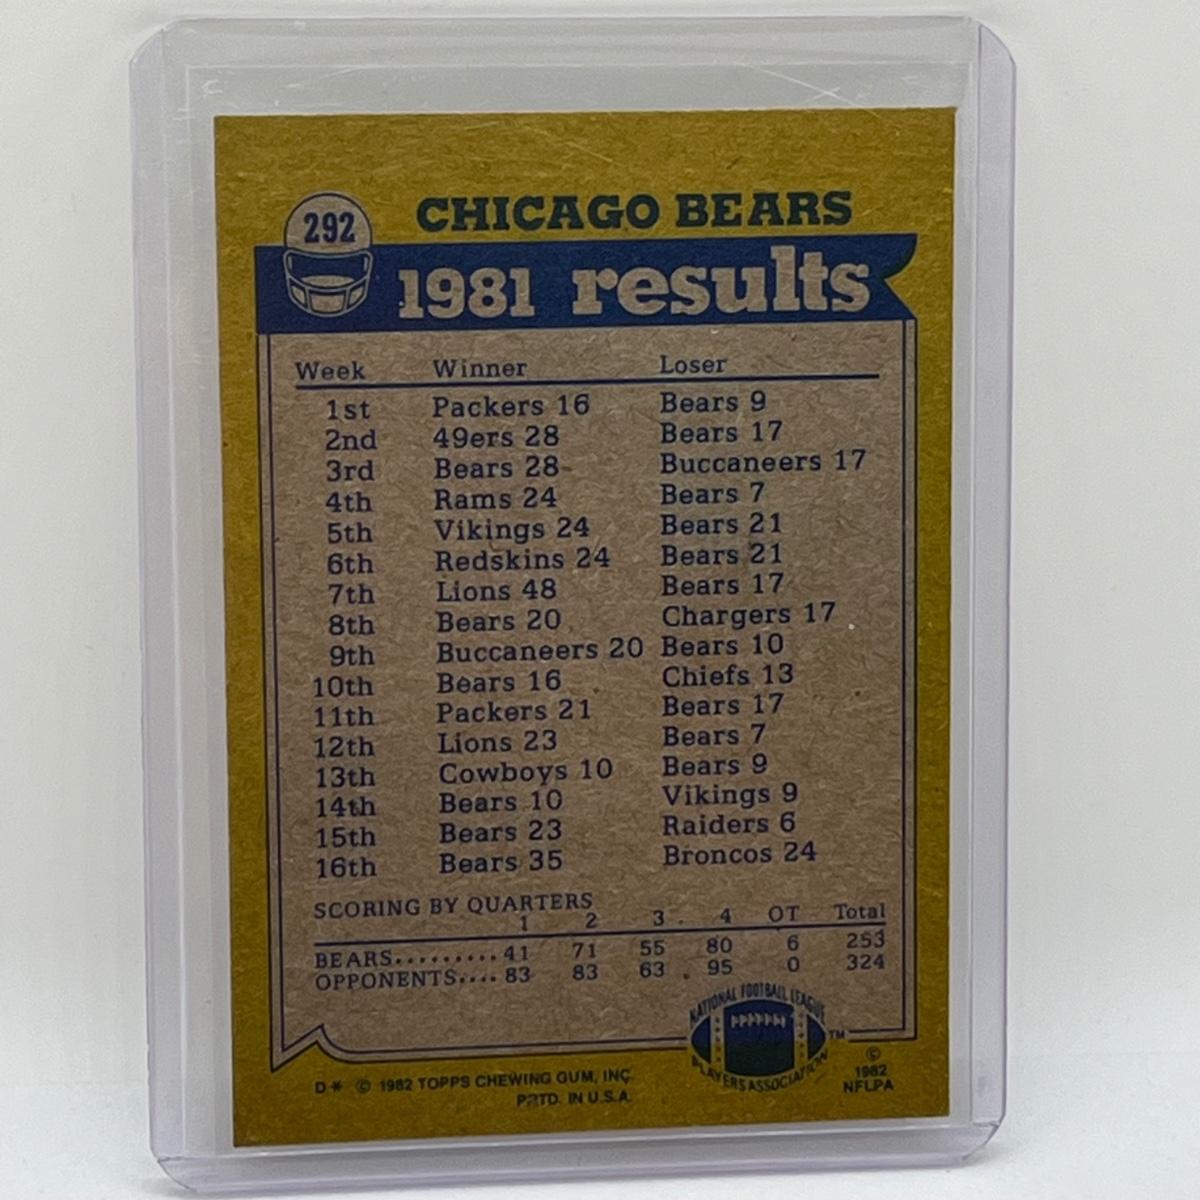 292
CHICAGO BEARS
1981 results
Week Winner Loser
1st Packers 16 Bears 9
2nd 49ers 28 Bears 17
3rd Bears 28 Buccaneers 17
4th Rams 24 Bears 7
5th Vikings 24 Bears 21
6th Redskins 24 Bears 21
7th Lions 48 Bears 17
8th Bears 20 Chargers 17
9th Buccaneers 20 Bears 10
10th Bears 16 Chiefs 13
11th Packers 21 Bears 17
12th Lions 23 Bears 7
13th Cowboys 10 Bears 9
14th Bears 10 Vikings 9
15th Bears 23 Raiders 6
16th Bears 35 Broncos 24
SCORING BY QUARTERS
1 2 3 4 OT Total
BEARS.......... 41 71 55 80 6 253
OPPONENTS.... 83 83 63 95 0 324
NATIONAL FOOTBALL LEAGUE
PLAYERS ASSOCIATION
TM
D* © 1982 TOPPS CHEWING GUM, INC.
PRTD. IN U.S.A.
© 1982 NFLPA